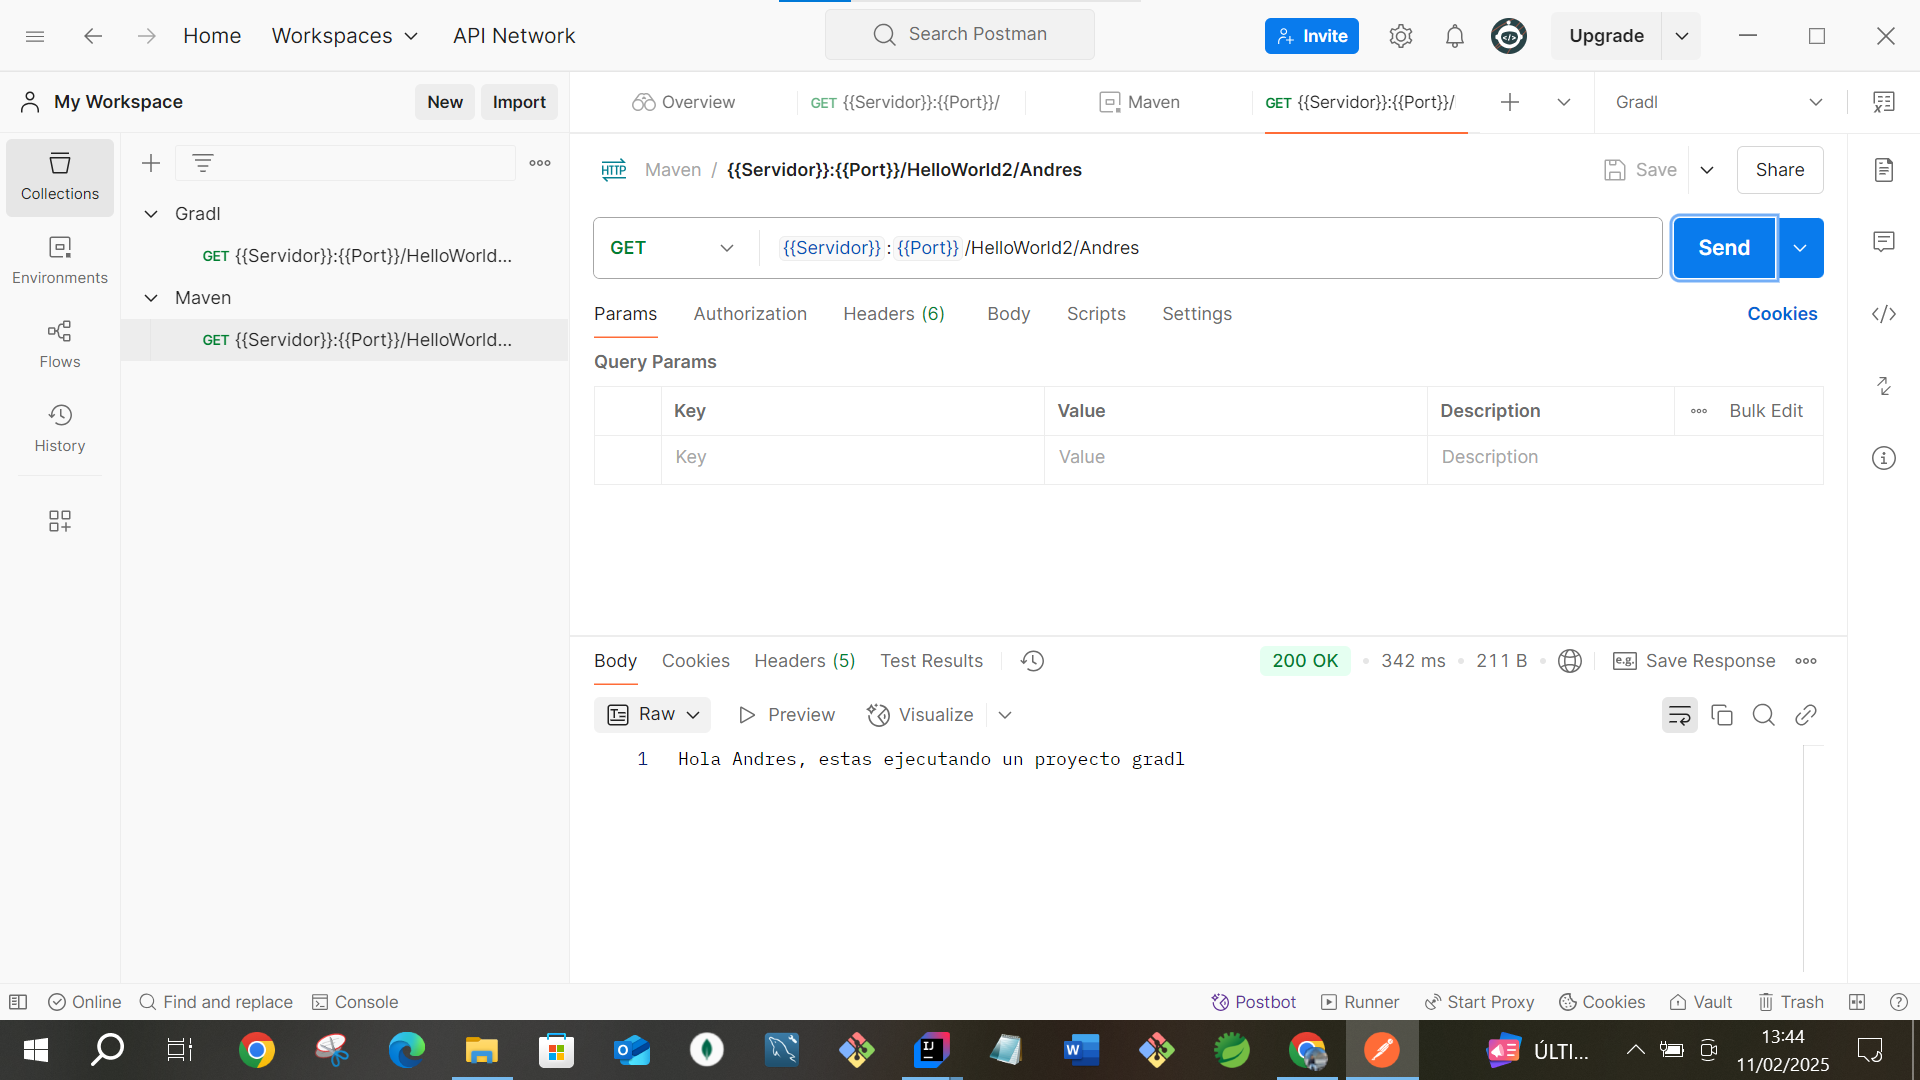 Home
Workspaces
API Network
Search Postman
Invite
Upgrade
My Workspace
New
Import
Overview
GET {{Servidor}}:{{Port}}/
Maven
GET {{Servidor}}:{{Port}}/
Gradl
Collections
Environments
Flows
History
Gradl
GET {{Servidor}}:{{Port}}/HelloWorld...
Maven
GET {{Servidor}}:{{Port}}/HelloWorld...
HTTP
Maven / {{Servidor}}:{{Port}}/HelloWorld2/Andres
Save
Share
GET
{{Servidor}}:{{Port}}/HelloWorld2/Andres
Send
Params
Authorization
Headers (6)
Body
Scripts
Settings
Cookies
Query Params
Key
Value
Description
Bulk Edit
Key
Value
Description
Body
Cookies
Headers (5)
Test Results
200 OK
342 ms
211 B
e.g.
Save Response
Raw
Preview
Visualize
1 Hola Andres, estas ejecutando un proyecto gradl
Online
Find and replace
Console
Postbot
Runner
Start Proxy
Cookies
Vault
Trash
ÚLTI...
13:44
11/02/2025